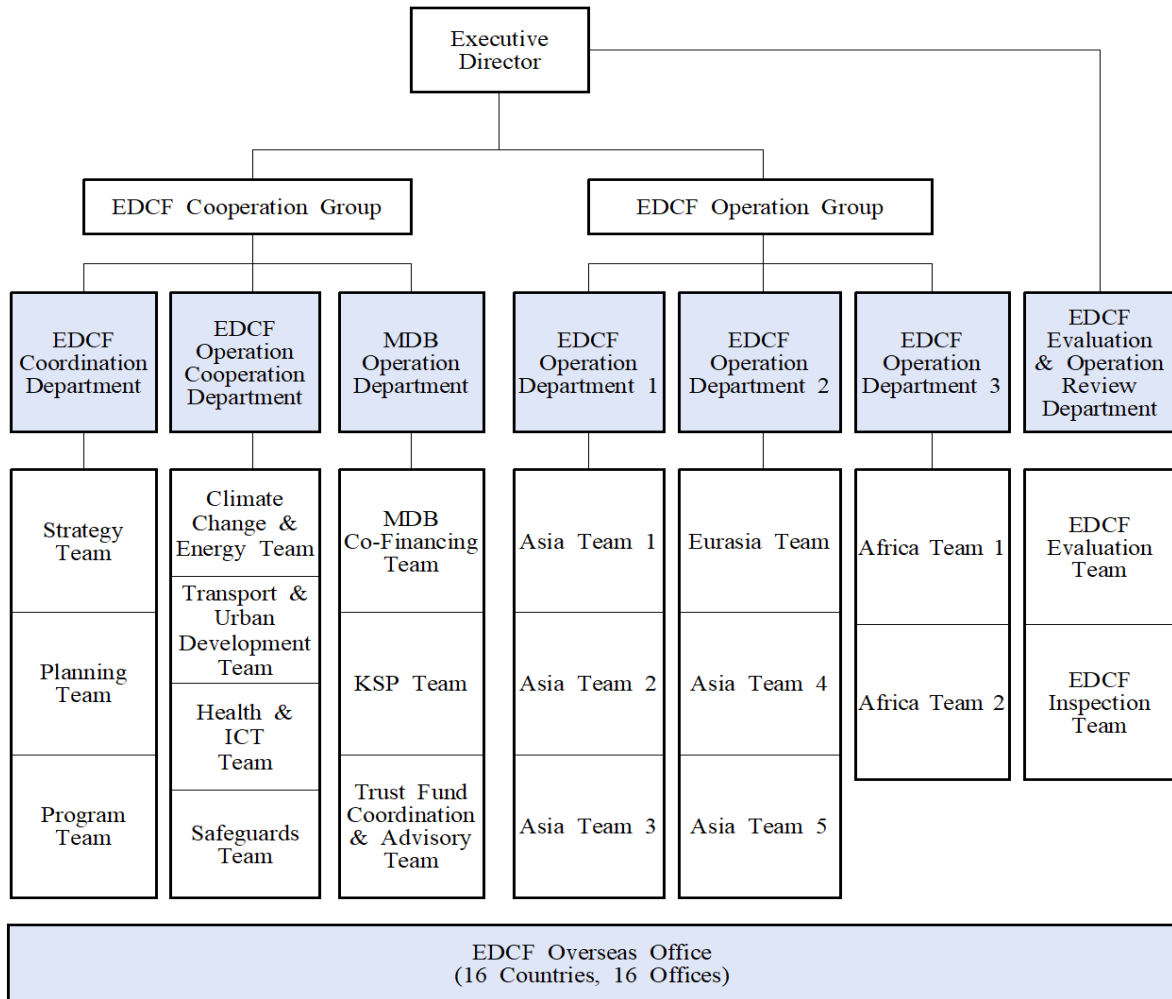 Executive
Director
EDCF Cooperation Group
EDCF Operation Group
EDCF
Coordination
Department
EDCF
Operation
Cooperation
Department
MDB
Operation
Department
EDCF
Operation
Department 1
EDCF
Operation
Department 2
EDCF
Operation
Department 3
EDCF
Evaluation
& Operation
Review
Department
Strategy
Team
Planning
Team
Program
Team
Climate
Change &
Energy Team
Transport &
Urban
Development
Team
Health &
ICT
Team
Safeguards
Team
MDB
Co-Financing
Team
KSP Team
Trust Fund
Coordination
& Advisory
Team
Asia Team 1
Asia Team 2
Asia Team 3
Eurasia Team
Asia Team 4
Asia Team 5
Africa Team 1
Africa Team 2
EDCF
Evaluation
Team
EDCF
Inspection
Team
EDCF Overseas Office
(16 Countries, 16 Offices)